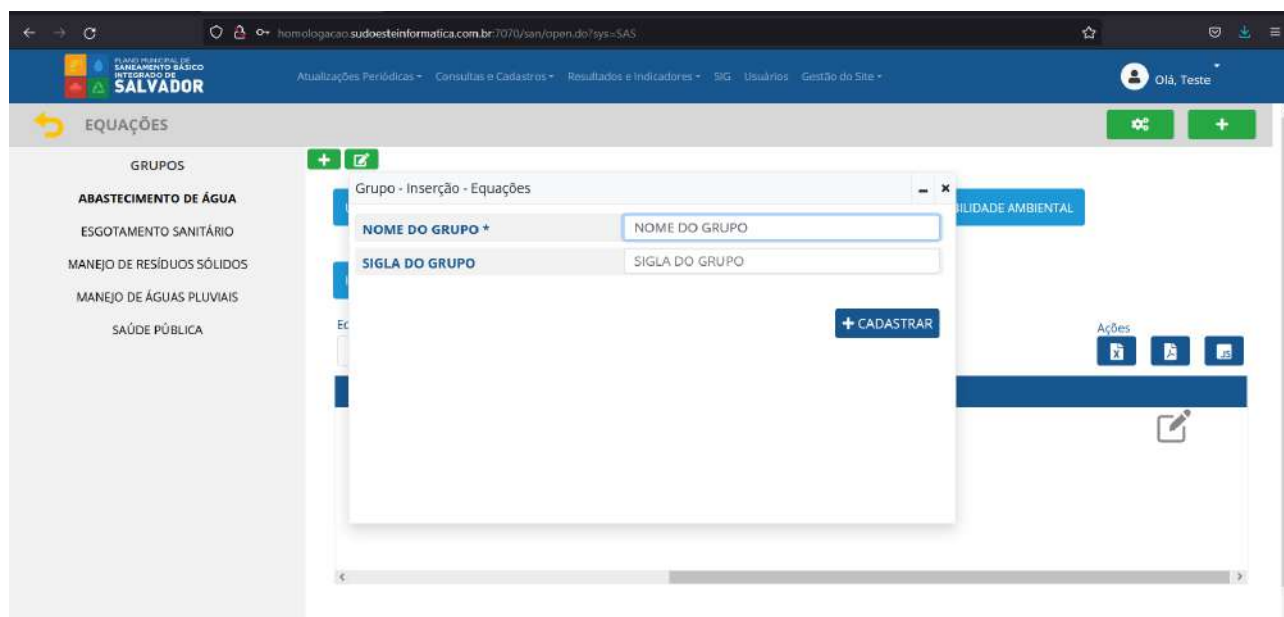 homologacao.sudoesteinformatica.com.br:7070/san/open.do?sys=SAS
PLANO MUNICIPAL DE
SANEAMENTO BÁSICO
INTEGRADO DE
SALVADOR
Atualizações Periódicas Consultas e Cadastros Resultados e Indicadores SIG Usuários Gestão do Site
Olá, Teste
EQUAÇÕES
GRUPOS
ABASTECIMENTO DE ÁGUA
ESGOTAMENTO SANITÁRIO
MANEJO DE RESÍDUOS SÓLIDOS
MANEJO DE ÁGUAS PLUVIAIS
SAÚDE PÚBLICA
Grupo - Inserção - Equações
NOME DO GRUPO * NOME DO GRUPO
SIGLA DO GRUPO SIGLA DO GRUPO
+ CADASTRAR
AMBIENTAL
Ações
JS